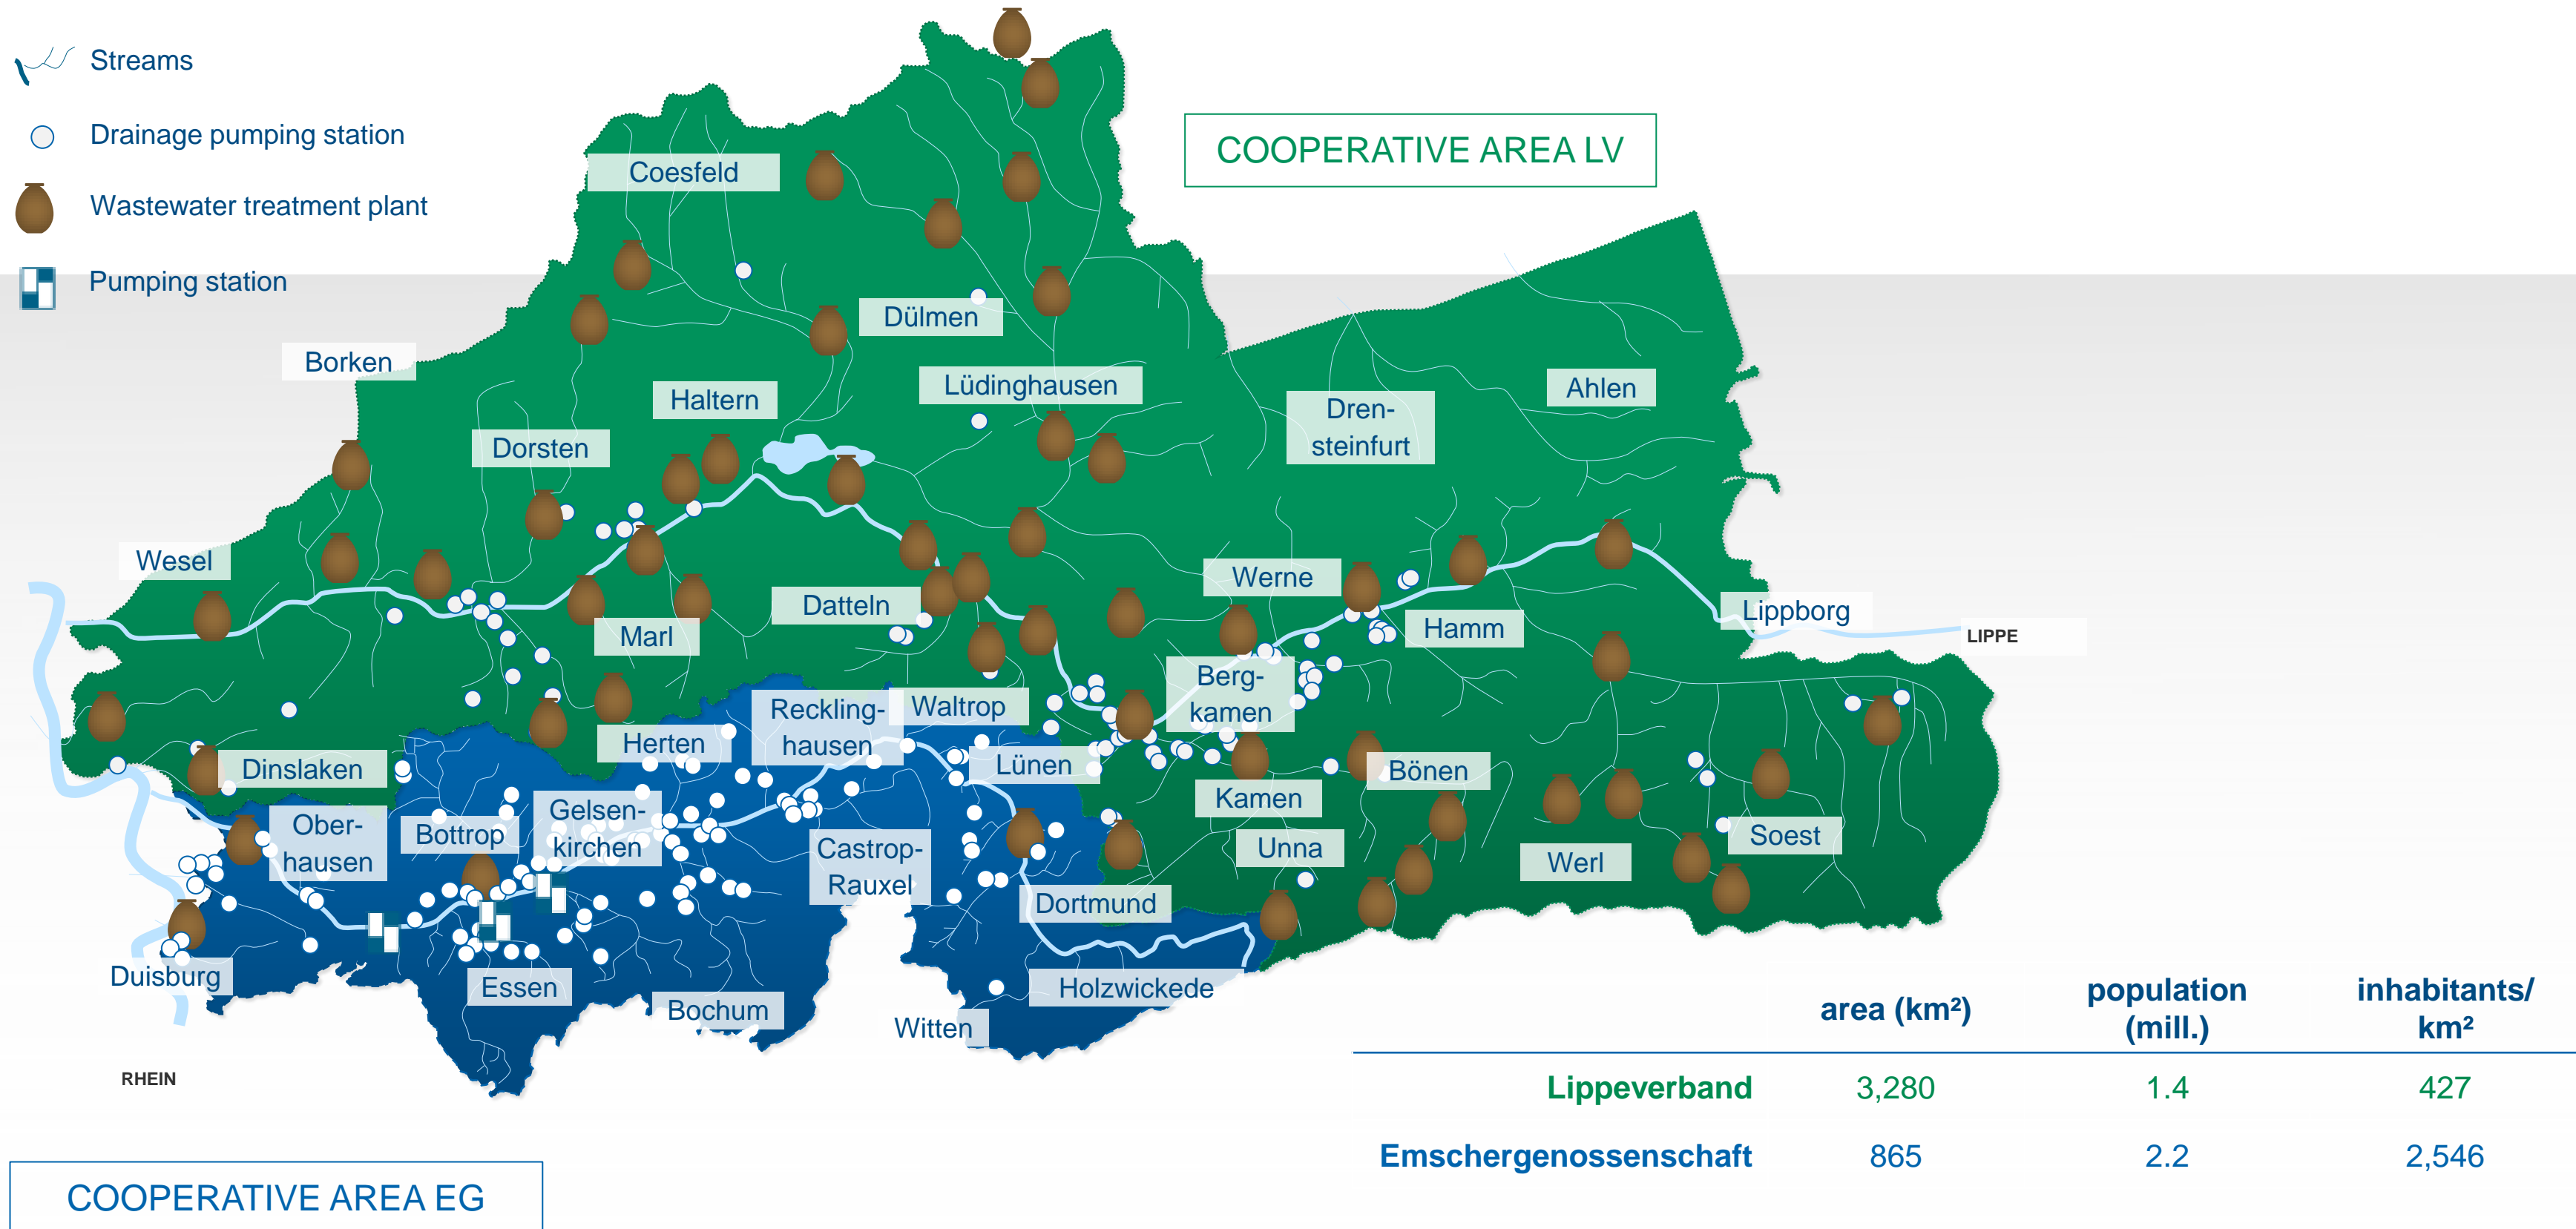 Streams
Drainage pumping station
Wastewater treatment plant
Pumping station
COOPERATIVE AREA LV
Coesfeld
Dülmen
Borken
Lüdinghausen
Ahlen
Haltern
Dren-
steinfurt
Dorsten
Wesel
Werne
Datteln
Lippborg
Marl
Hamm
LIPPE
Berg-
kamen
Reckling-
hausen
Waltrop
Herten
Lünen
Dinslaken
Bönen
Kamen
Gelsen-
kirchen
Ober-
hausen
Bottrop
Soest
Castrop-
Rauxel
Unna
Werl
Dortmund
Duisburg
Essen
Holzwickede
Bochum
Witten
RHEIN
area (km²)
population
(mill.)
inhabitants/
km²
Lippeverband 3,280 1.4 427
Emschergenossenschaft 865 2.2 2,546
COOPERATIVE AREA EG